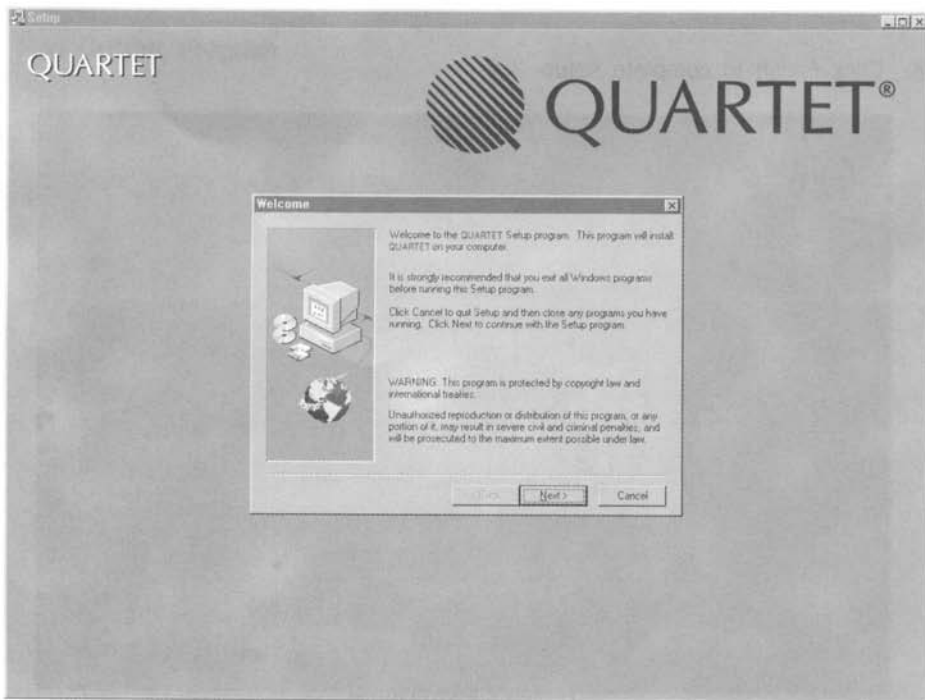 Setup
QUARTET
QUARTET®
Welcome
Welcome to the QUARTET Setup program. This program will install
QUARTET on your computer.
It is strongly recommended that you exit all Windows programs
before running this Setup program.
Click Cancel to quit Setup and then close any programs you have
running. Click Next to continue with the Setup program.
WARNING: This program is protected by copyright law and
international treaties.
Unauthorized reproduction or distribution of this program, or any
portion of it, may result in severe civil and criminal penalties, and
will be prosecuted to the maximum extent possible under law.
Next >
Cancel